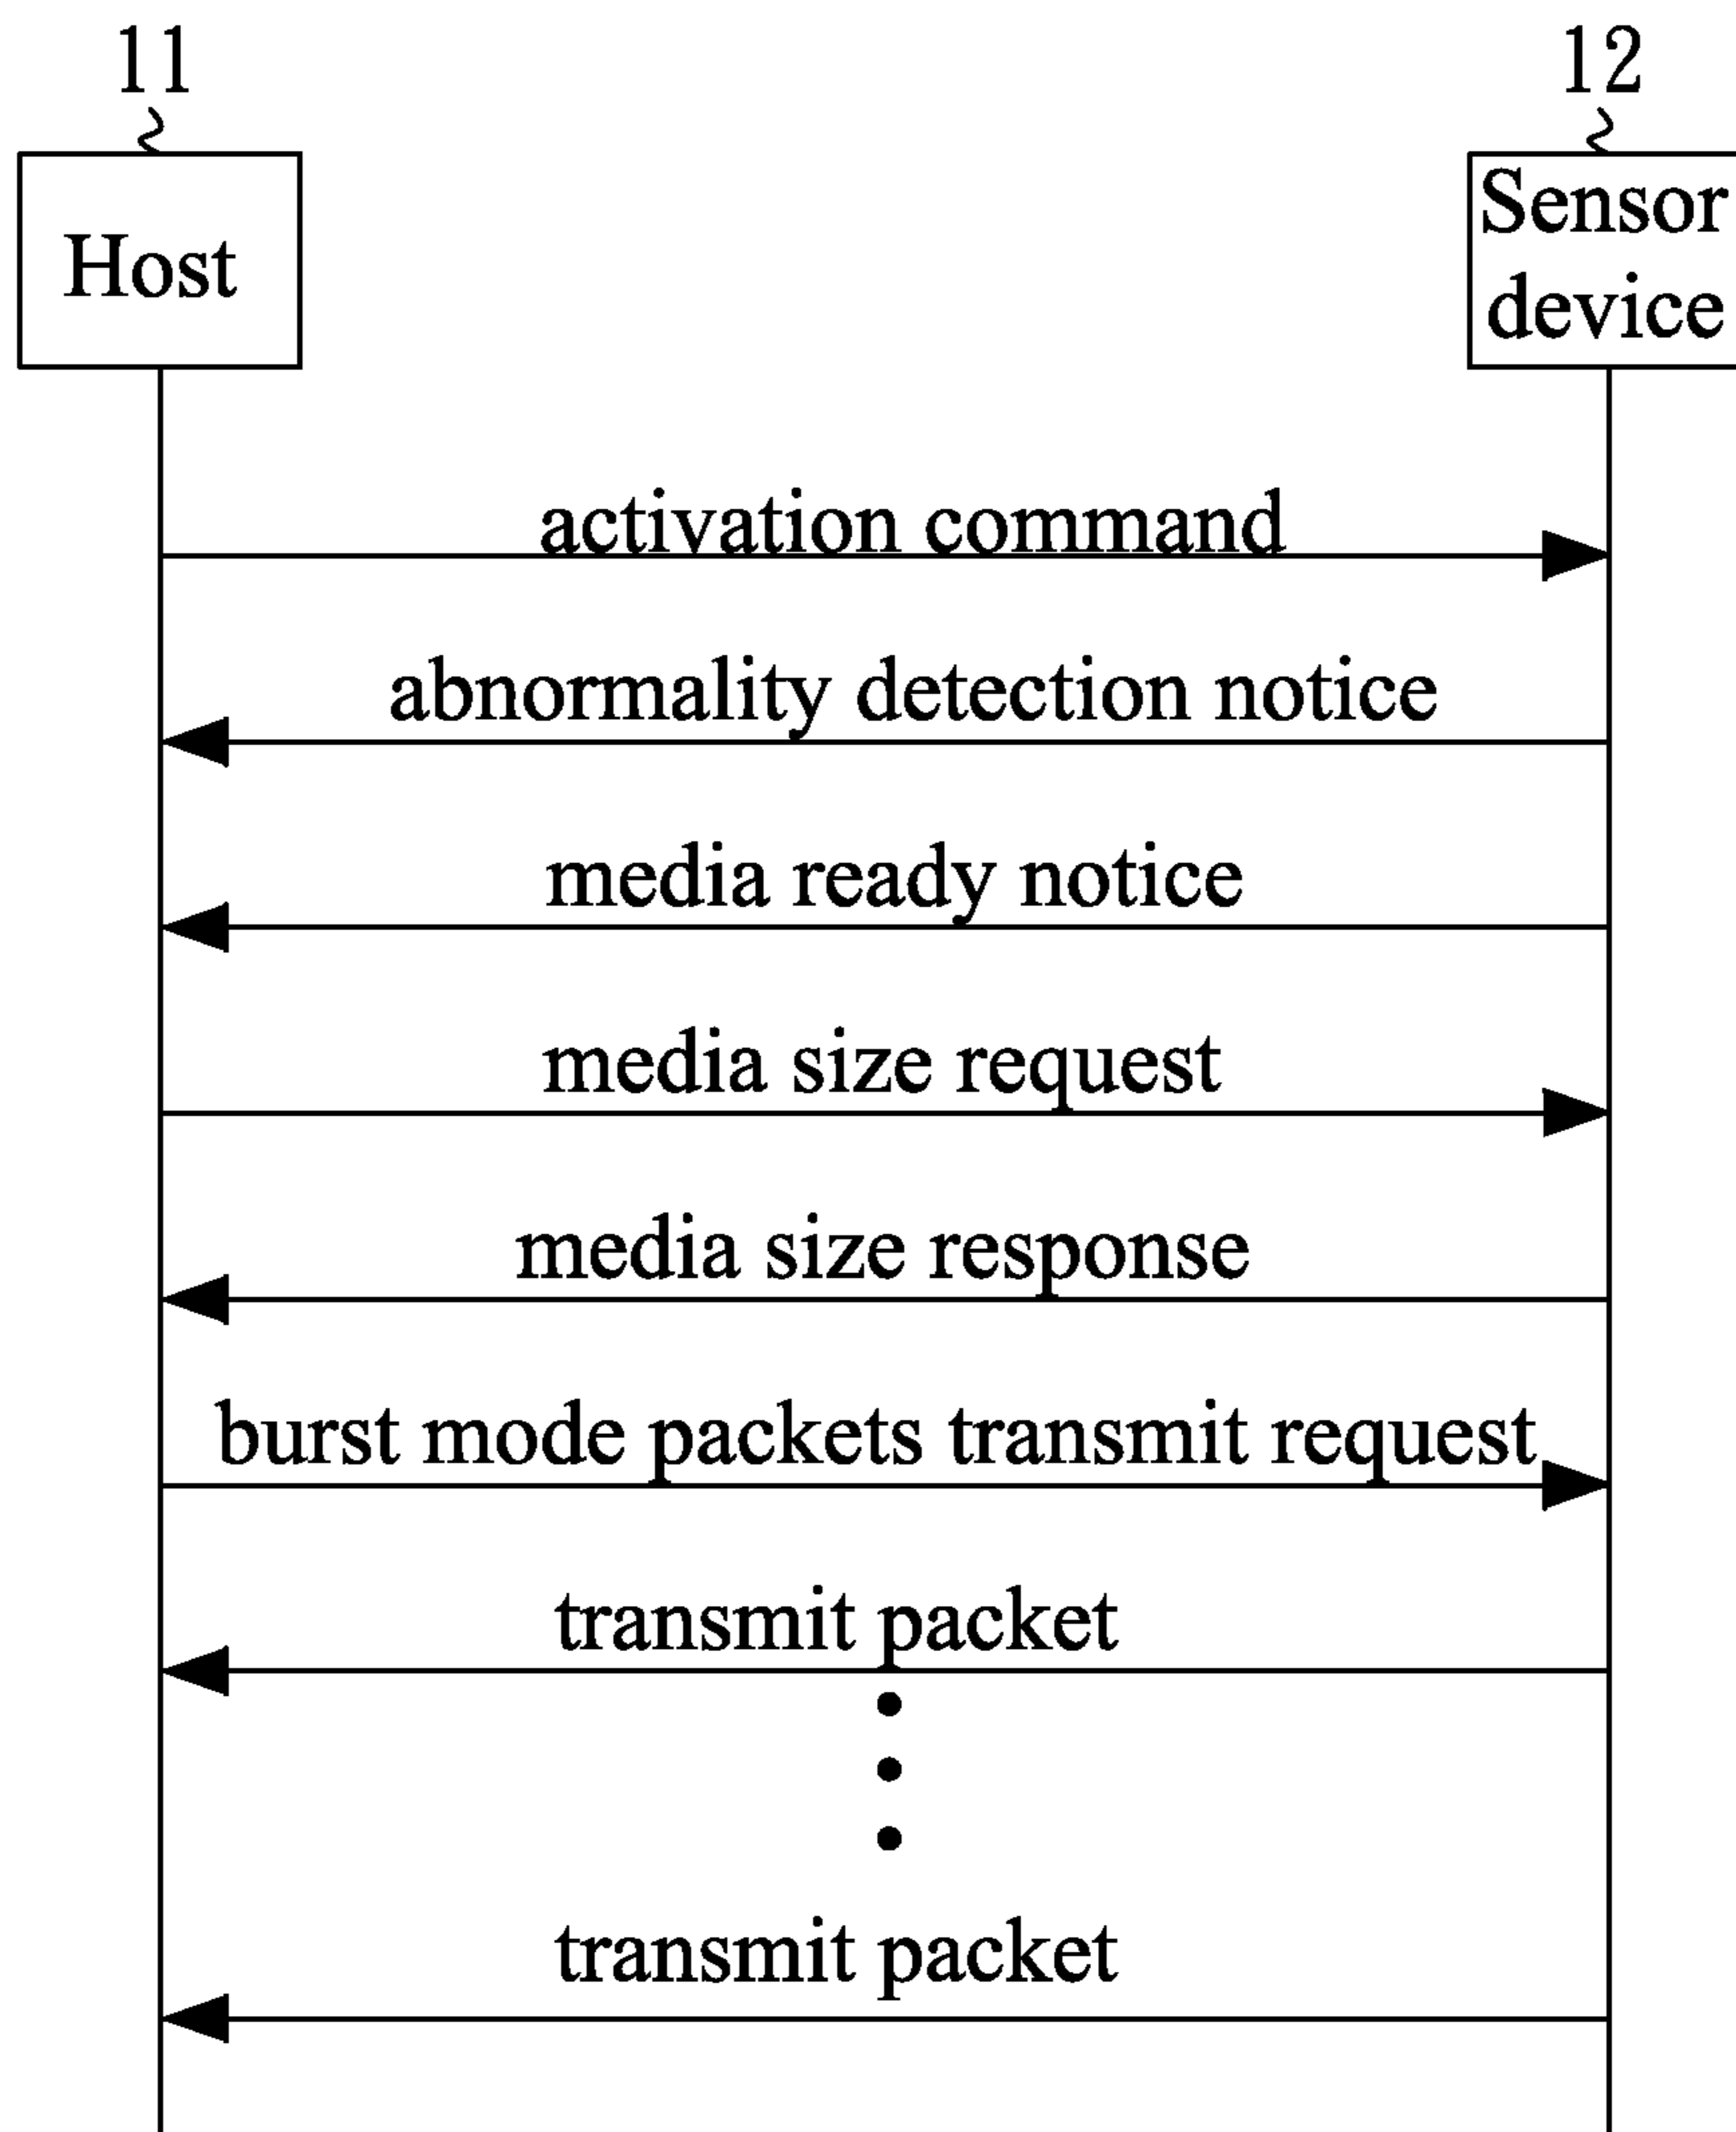 11
12
Host
Sensor
device
activation command
abnormality detection notice
media ready notice
media size request
media size response
burst mode packets transmit request
transmit packet
transmit packet